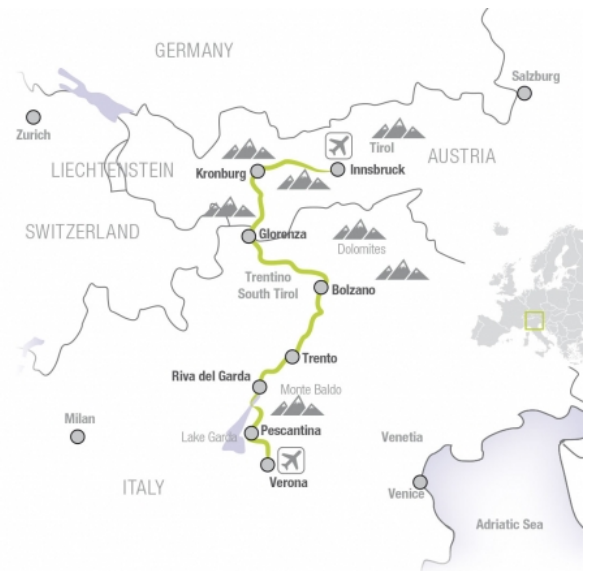 GERMANY
Salzburg
Zurich
Tirol
AUSTRIA
LIECHTENSTEIN
Kronburg
Innsbruck
SWITZERLAND
Glorenza
Dolomites
Trentino
South Tirol
Bolzano
Trento
Riva del Garda
Monte Baldo
Milan
Lake Garda
Pescantina
Venetia
Verona
ITALY
Venice
Adriatic Sea